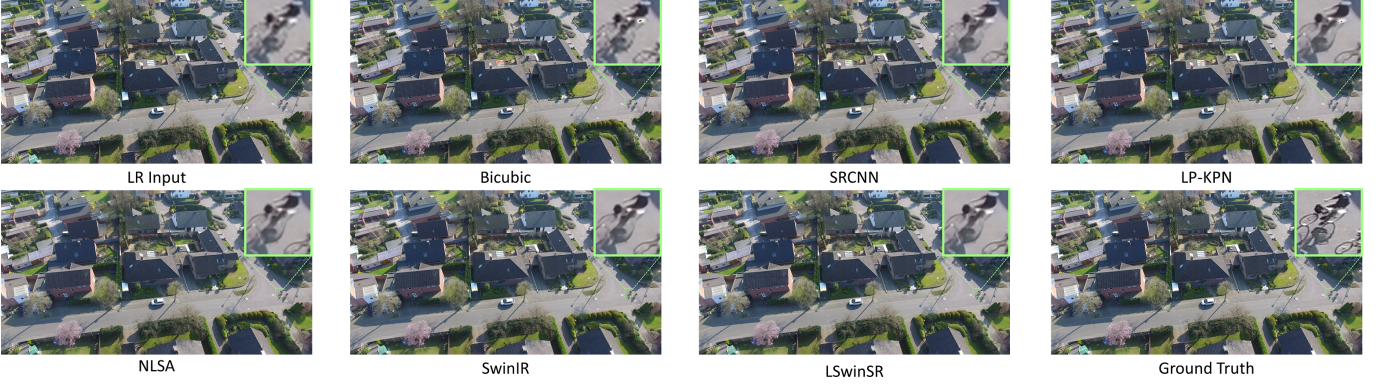 LR Input
Bicubic
SRCNN
LP-KPN
NLSA
SwinIR
LSwinSR
Ground Truth